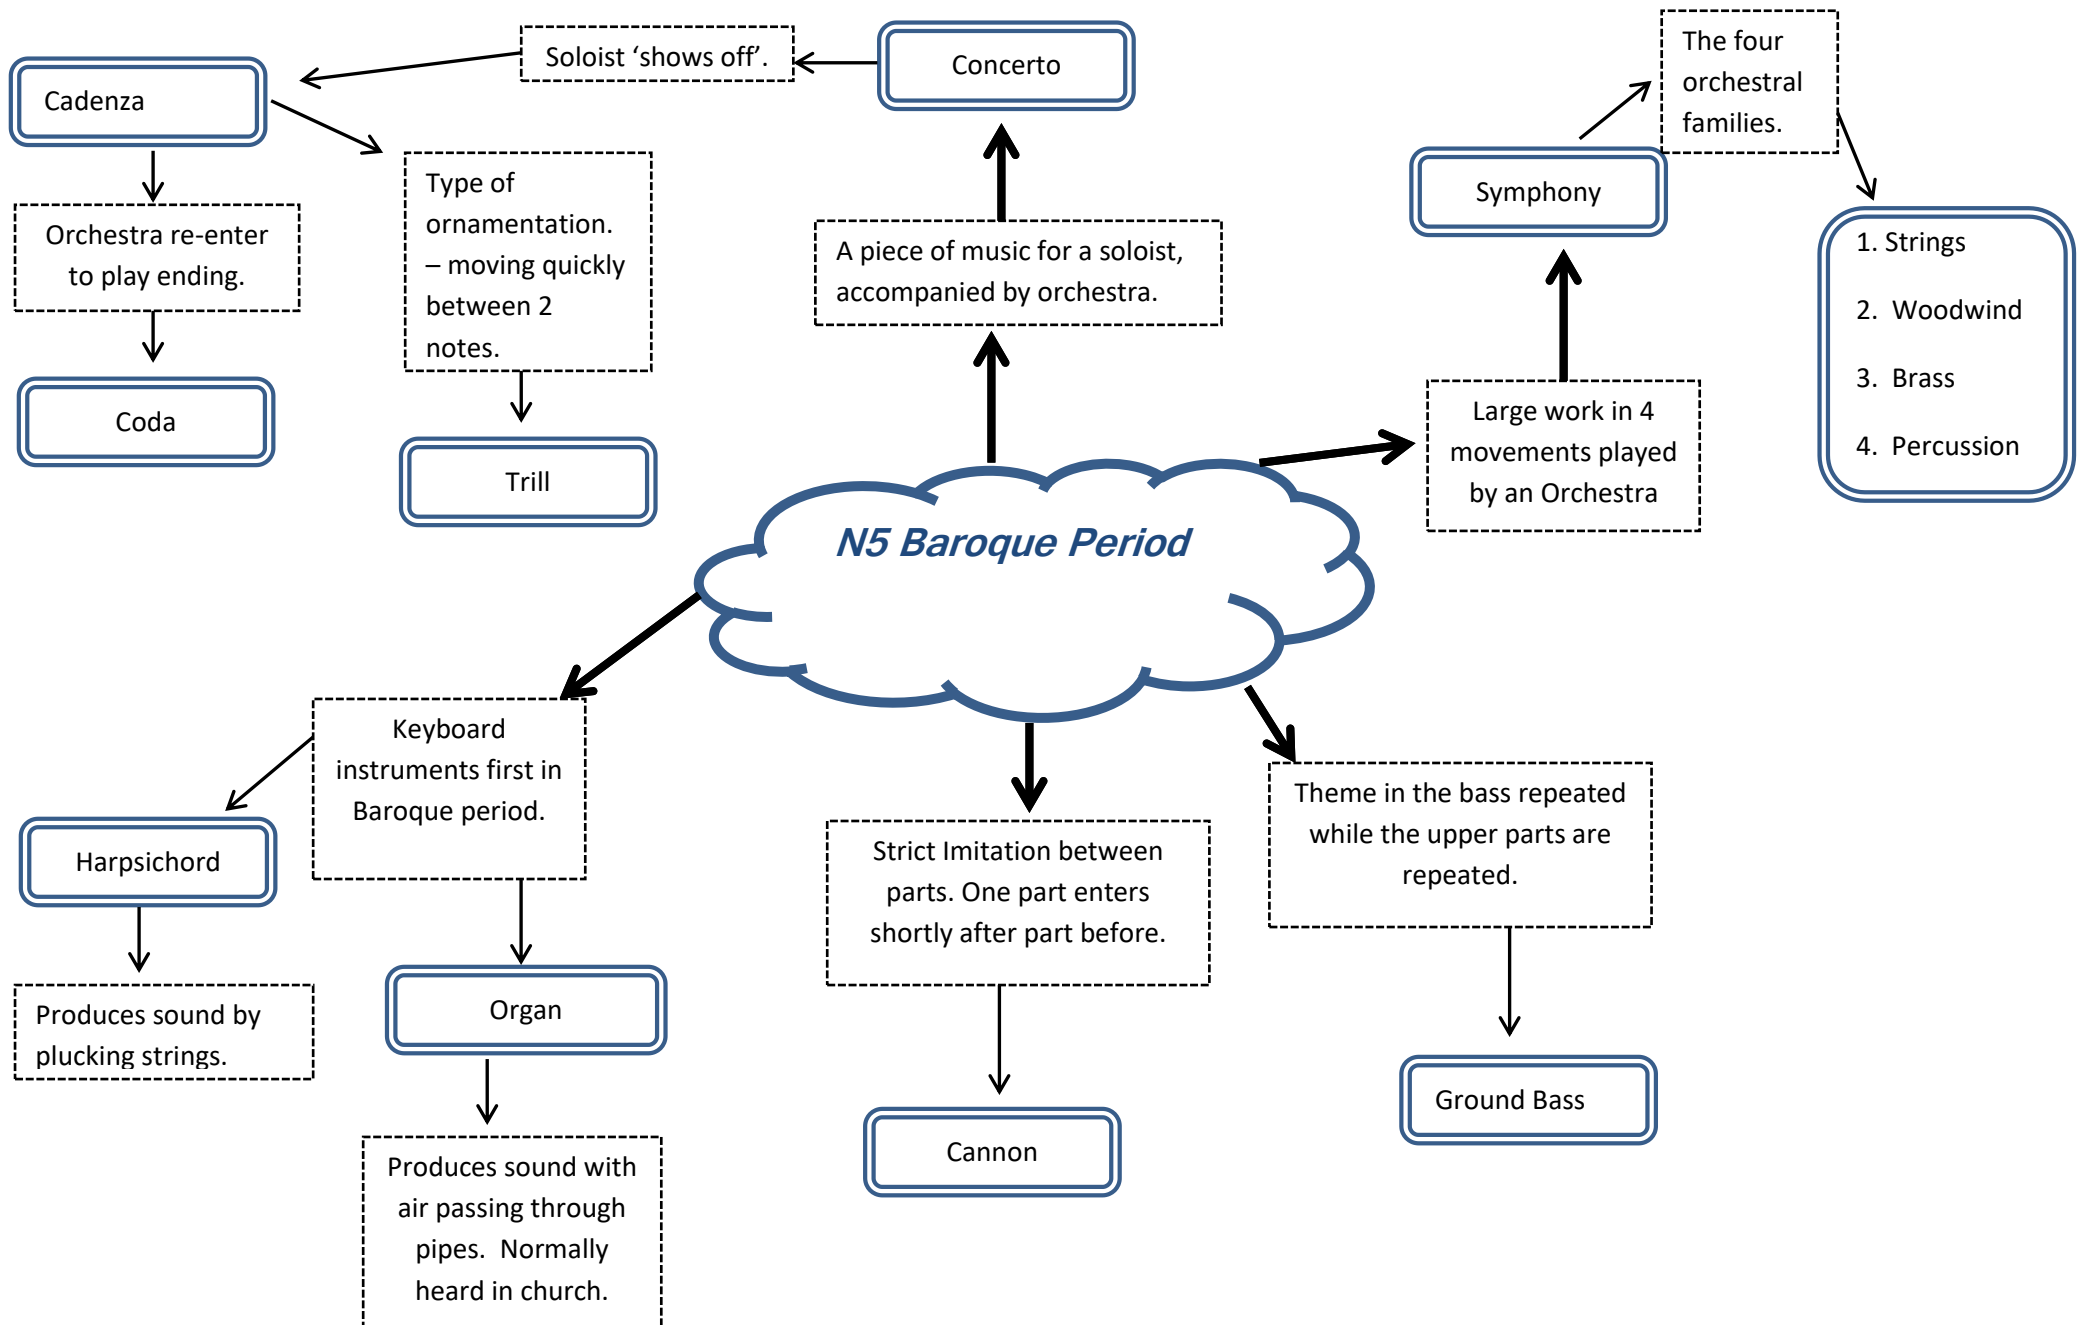 Soloist ‘shows off’.
Concerto
The four
orchestral
families.
Cadenza
Type of
ornamentation.
– moving quickly
between 2
notes.
Symphony
Orchestra re-enter
to play ending.
A piece of music for a soloist,
accompanied by orchestra.
1. Strings
2. Woodwind
3. Brass
4. Percussion
Coda
Trill
Large work in 4
movements played
by an Orchestra
N5 Baroque Period
Keyboard
instruments first in
Baroque period.
Harpsichord
Strict Imitation between
parts. One part enters
shortly after part before.
Theme in the bass repeated
while the upper parts are
repeated.
Produces sound by
plucking strings.
Organ
Cannon
Ground Bass
Produces sound with
air passing through
pipes. Normally
heard in church.